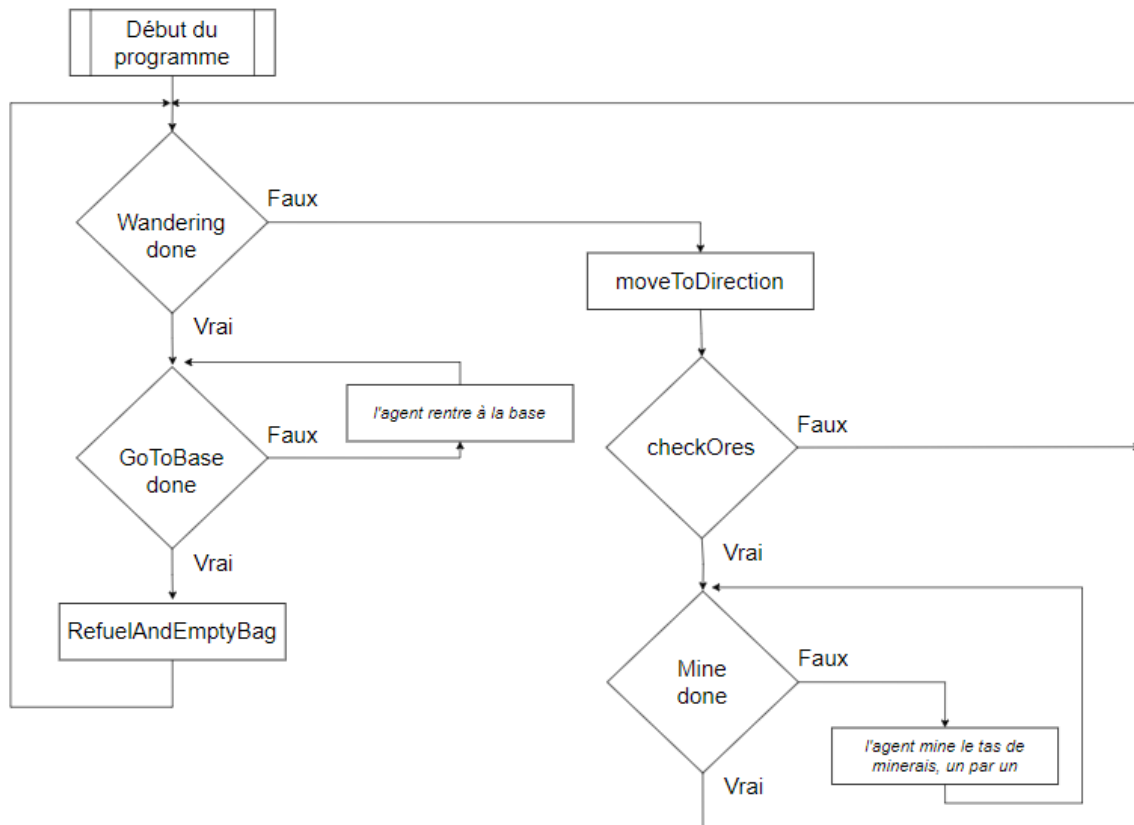 Début du
programme
Faux
Wandering
done
moveToDirection
Vrai
l'agent rentre à la base
Faux
Faux
checkOres
GoToBase
done
Vrai
Vrai
RefuelAndEmptyBag
Faux
Mine
done
l'agent mine le tas de
minerais, un par un
Vrai